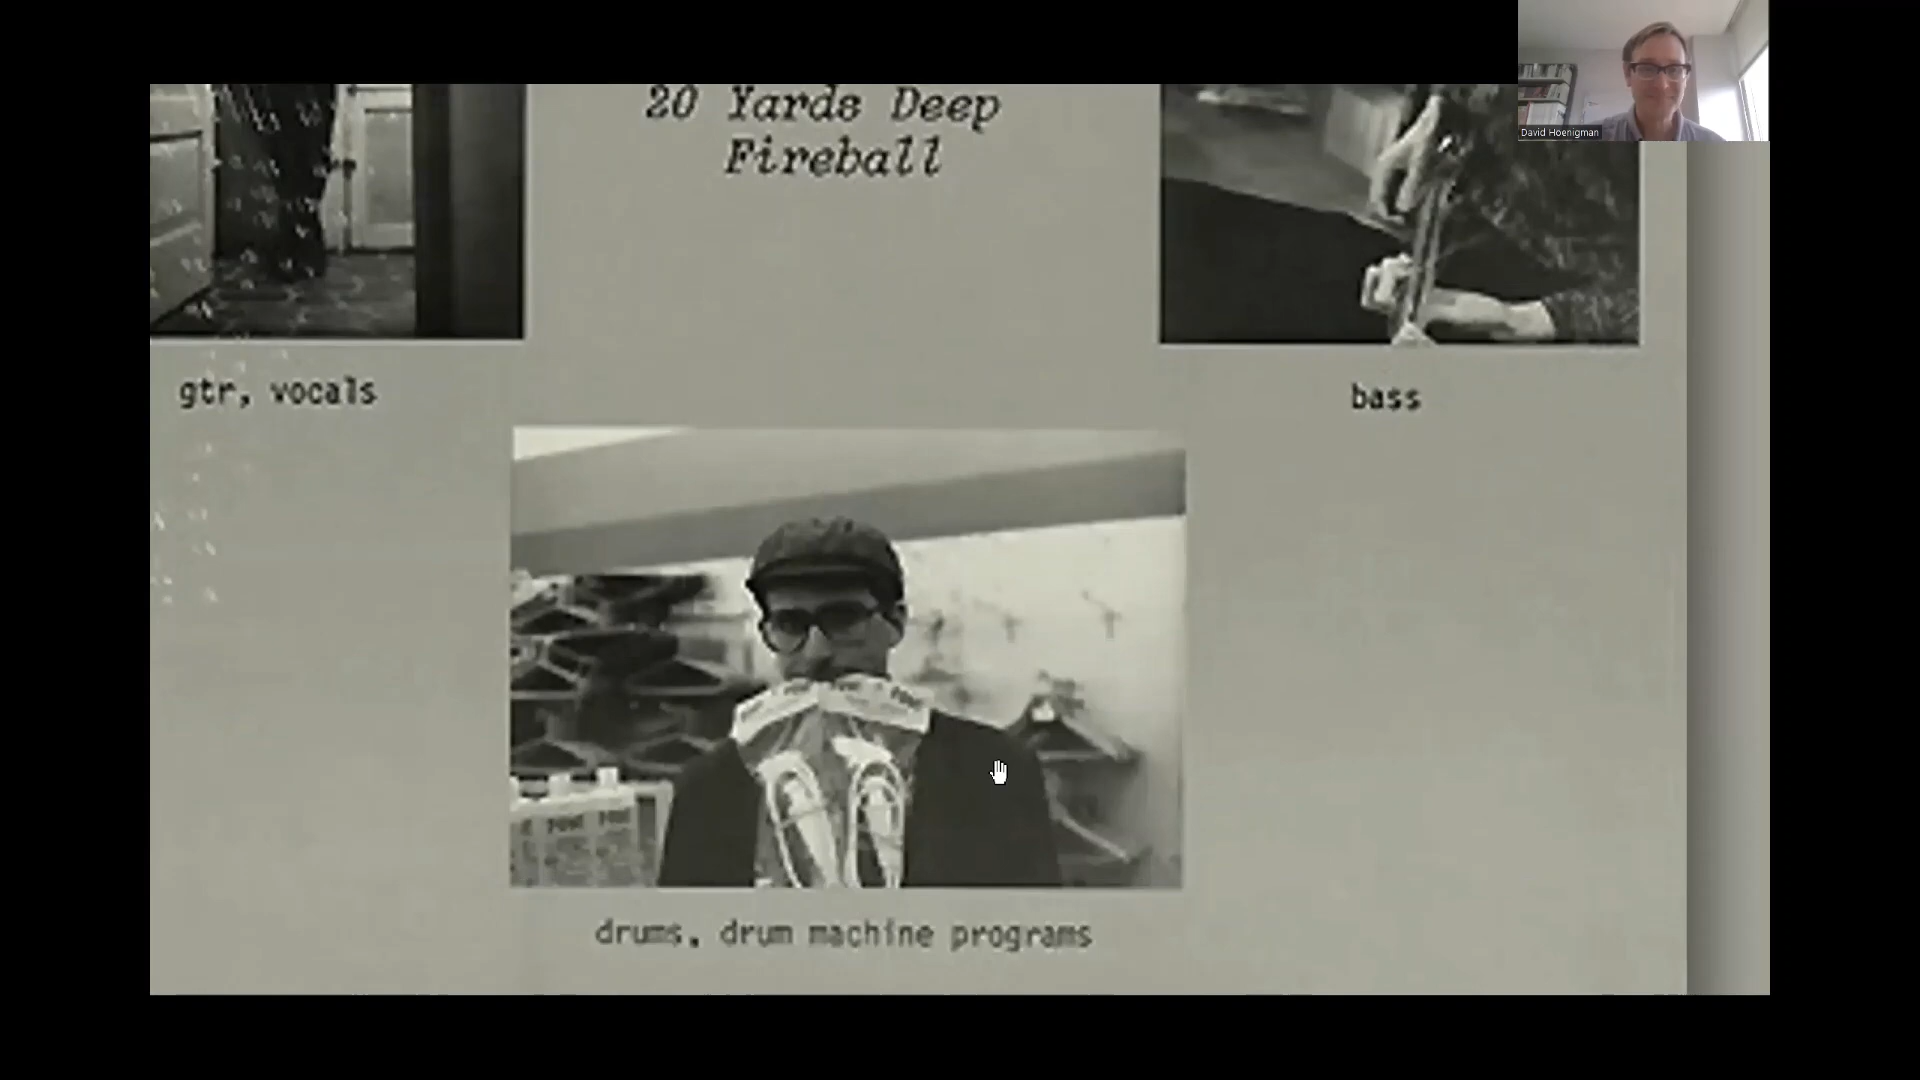 20 Yards Deep
Fireball
David Hoenigman
gtr, vocals
bass
drums, drum machine programs